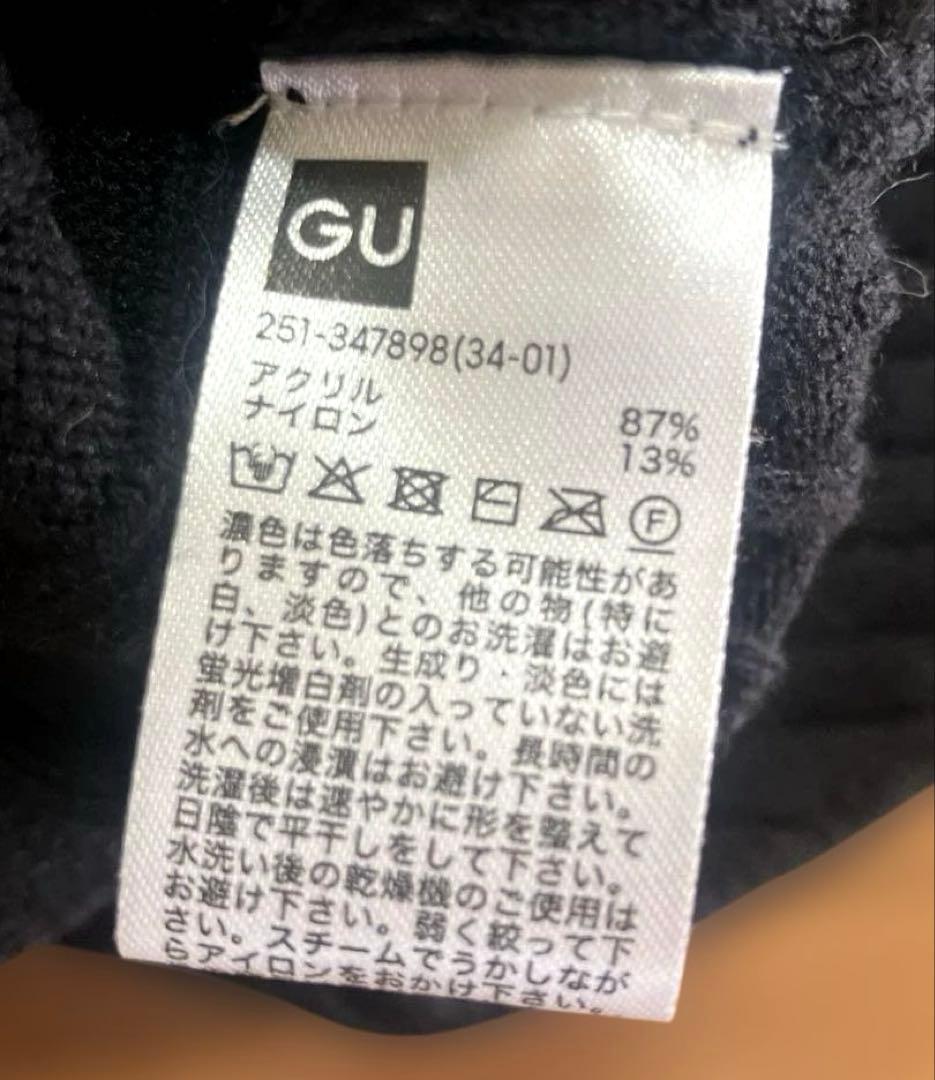 GU
251-347898(34-01)
アクリル 87%
ナイロン 13%
F
濃色は色落ちする可能性があ
りますので、他の物(特に
白、淡色)とのお洗濯はお避
け下さい。生成り・淡色には
蛍光増白剤の入っていない洗
剤をご使用下さい。長時間の
水への浸漬はお避け下さい。
洗濯後は速やかに形を整えて
日陰で平干しをして下さい。
水洗い後の乾燥機のご使用は
お避け下さい。弱く絞って下
さい。スチームでうかしなが
らアイロンをおかけ下さい。